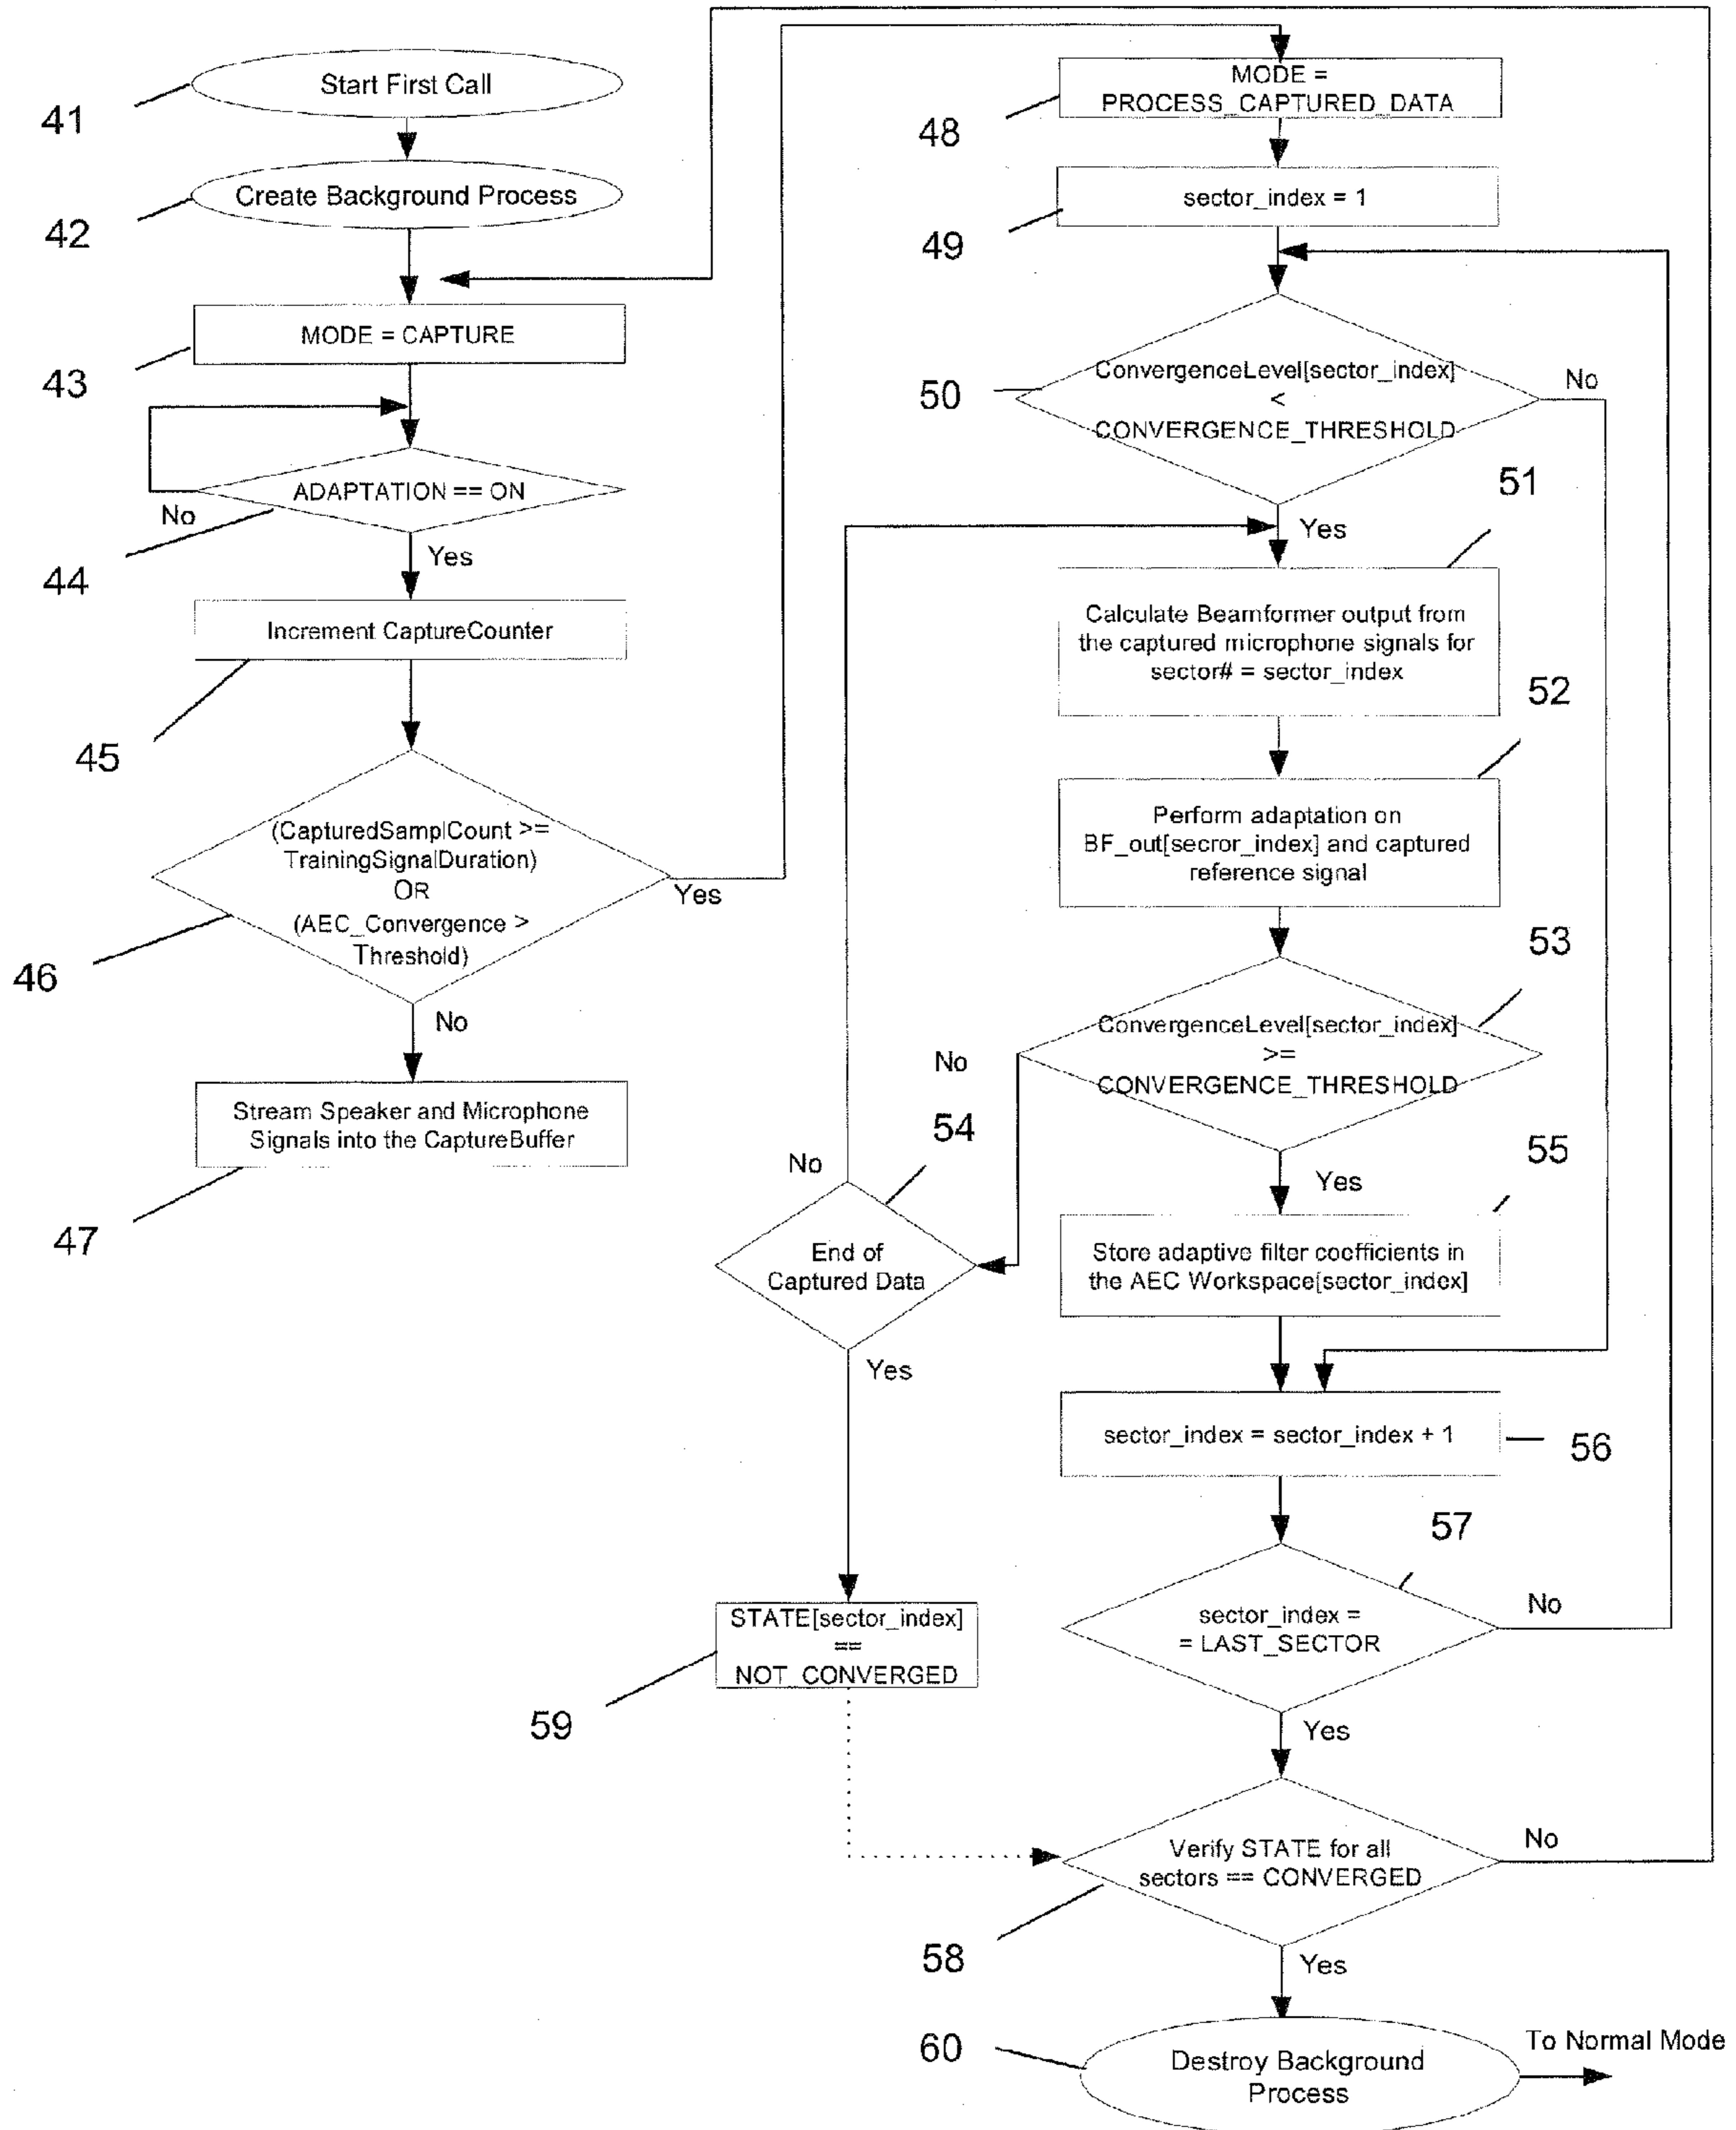 Start First Call
41
Create Background Process
42
MODE = CAPTURE
43
ADAPTATION == ON
No
Yes
44
Increment CaptureCounter
45
(CapturedSamplCount >=
TrainingSignalDuration)
OR
(AEC_Convergence >
Threshold)
Yes
46
No
Stream Speaker and Microphone
Signals into the CaptureBuffer
47
MODE =
PROCESS_CAPTURED_DATA
48
sector_index = 1
49
ConvergenceLevel[sector_index]
<
CONVERGENCE_THRESHOLD
No
50
Yes
51
Calculate Beamformer output from
the captured microphone signals for
sector# = sector_index
52
Perform adaptation on
BF_out[secror_index] and captured
reference signal
53
ConvergenceLevel[sector_index]
>=
CONVERGENCE_THRESHOLD
No
54
Yes
55
No
End of
Captured Data
Yes
Store adaptive filter coefficients in
the AEC Workspace[sector_index]
sector_index = sector_index + 1
56
57
sector_index =
= LAST_SECTOR
No
Yes
STATE[sector_index]
==
NOT_CONVERGED
59
Verify STATE for all
sectors == CONVERGED
No
58
Yes
60
Destroy Background
Process
To Normal Mode